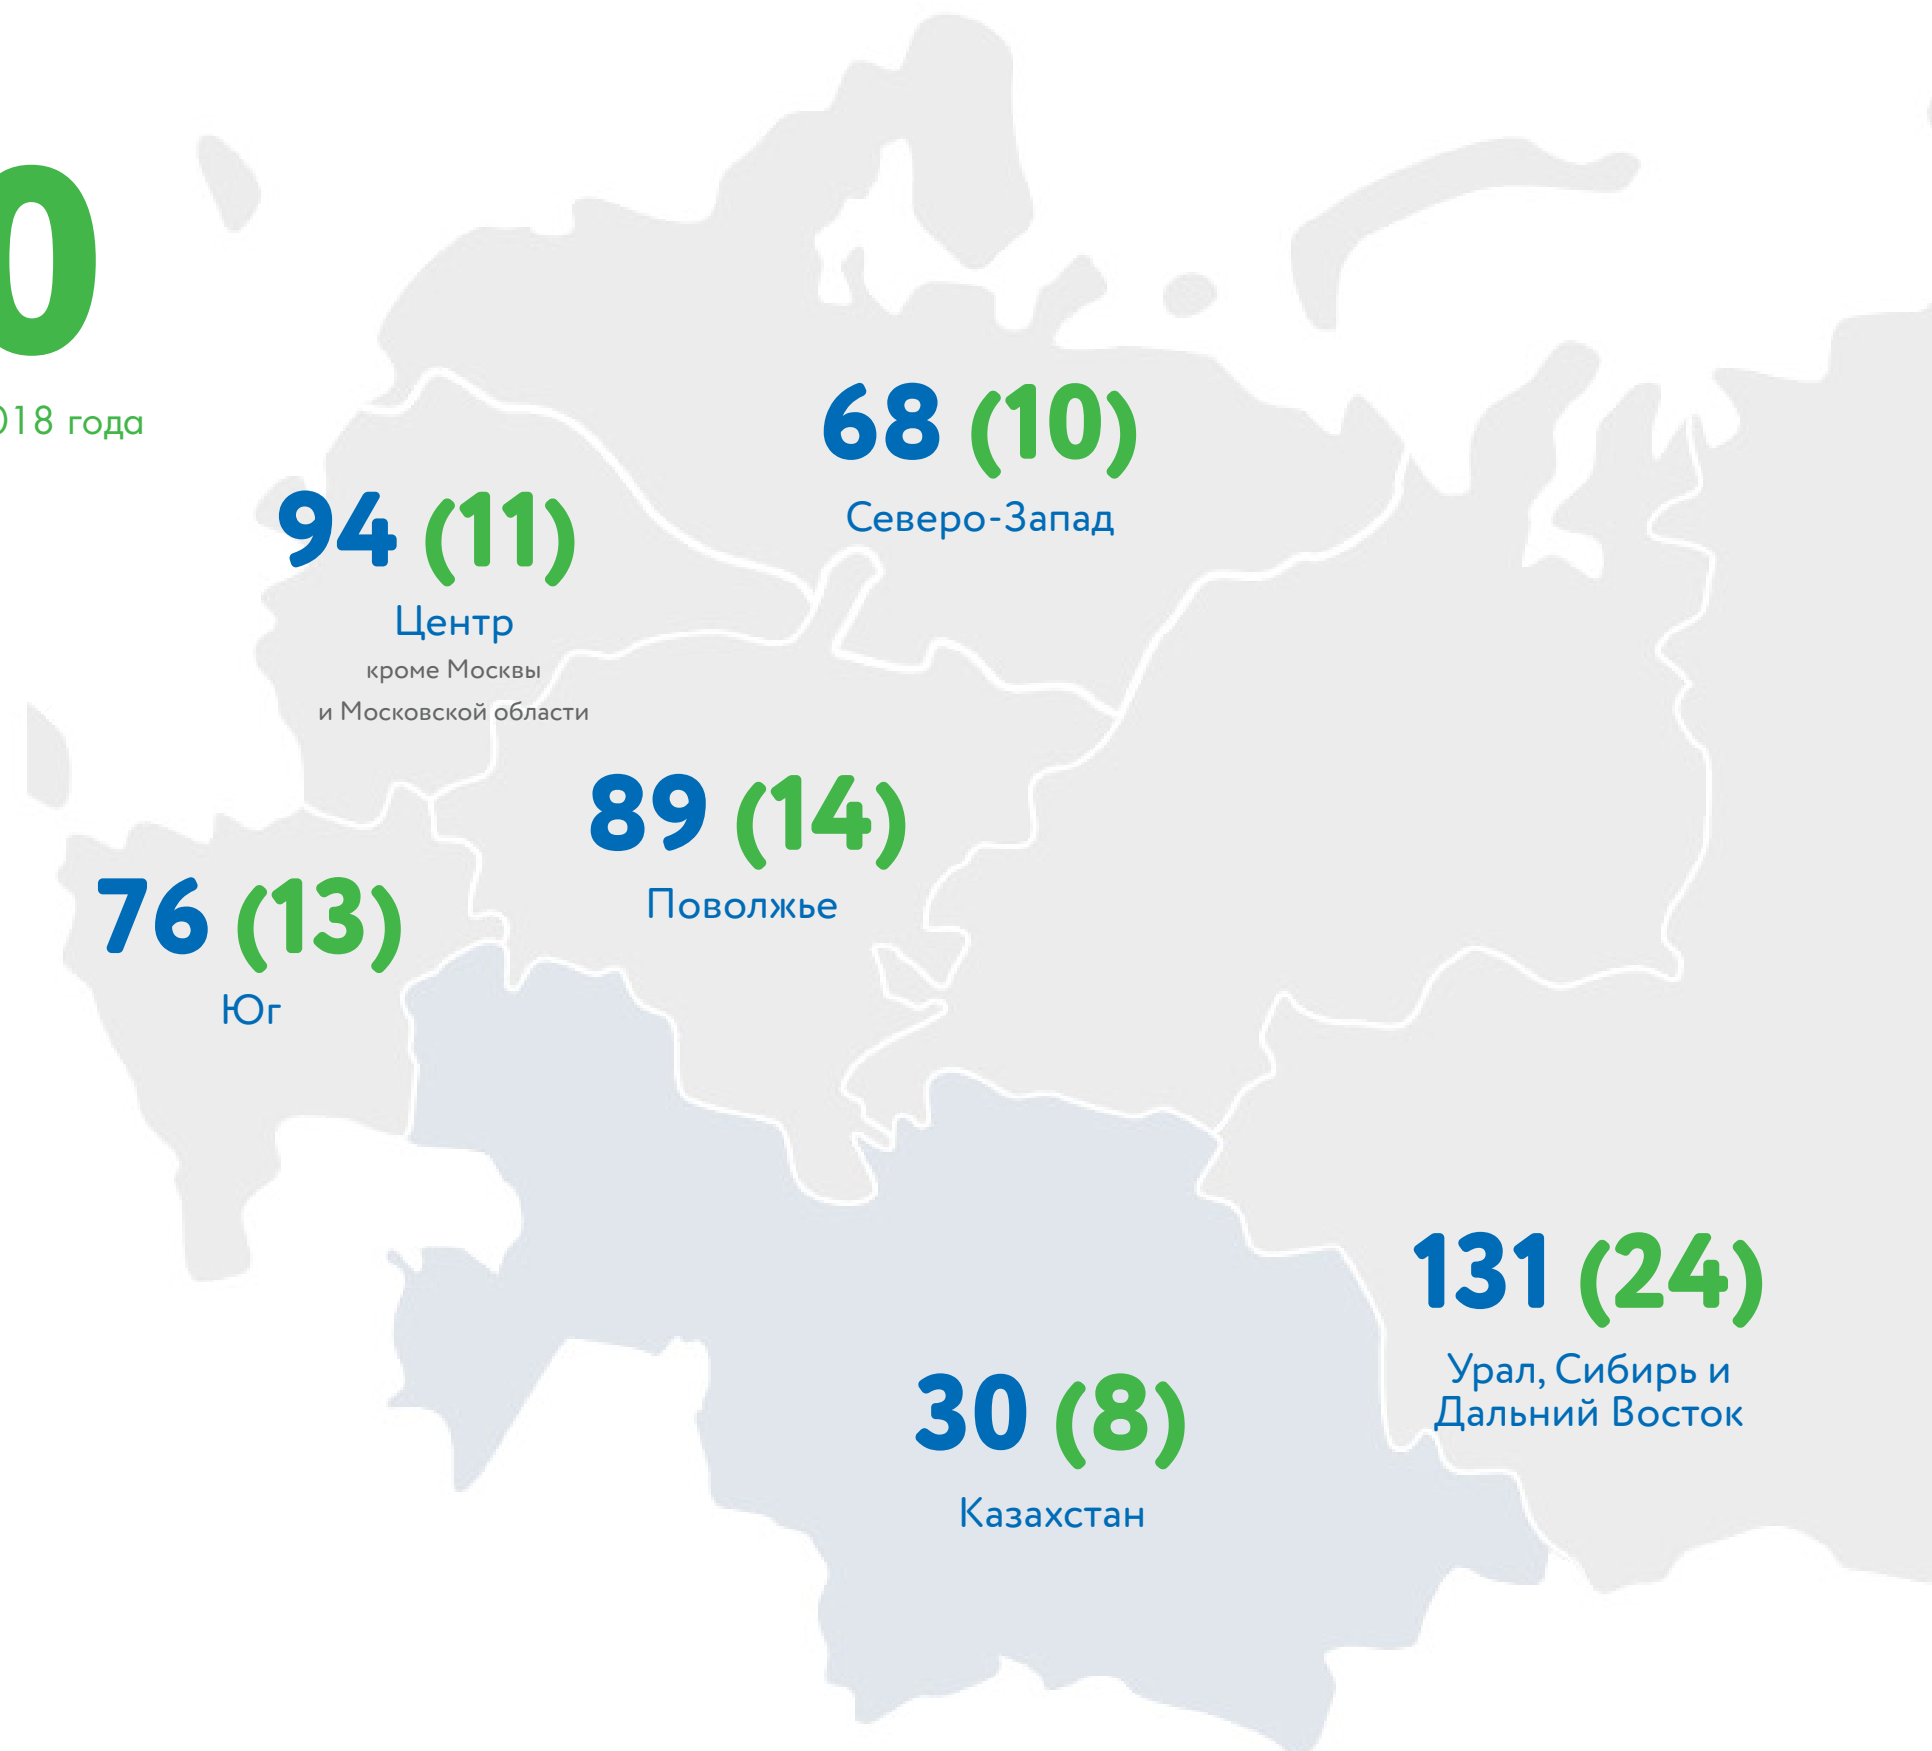 0
018 года
68 (10)
Северо-Запад
94 (11)
Центр
кроме Москвы
и Московской области
89 (14)
Поволжье
76 (13)
Юг
131 (24)
Урал, Сибирь и
Дальний Восток
30 (8)
Казахстан